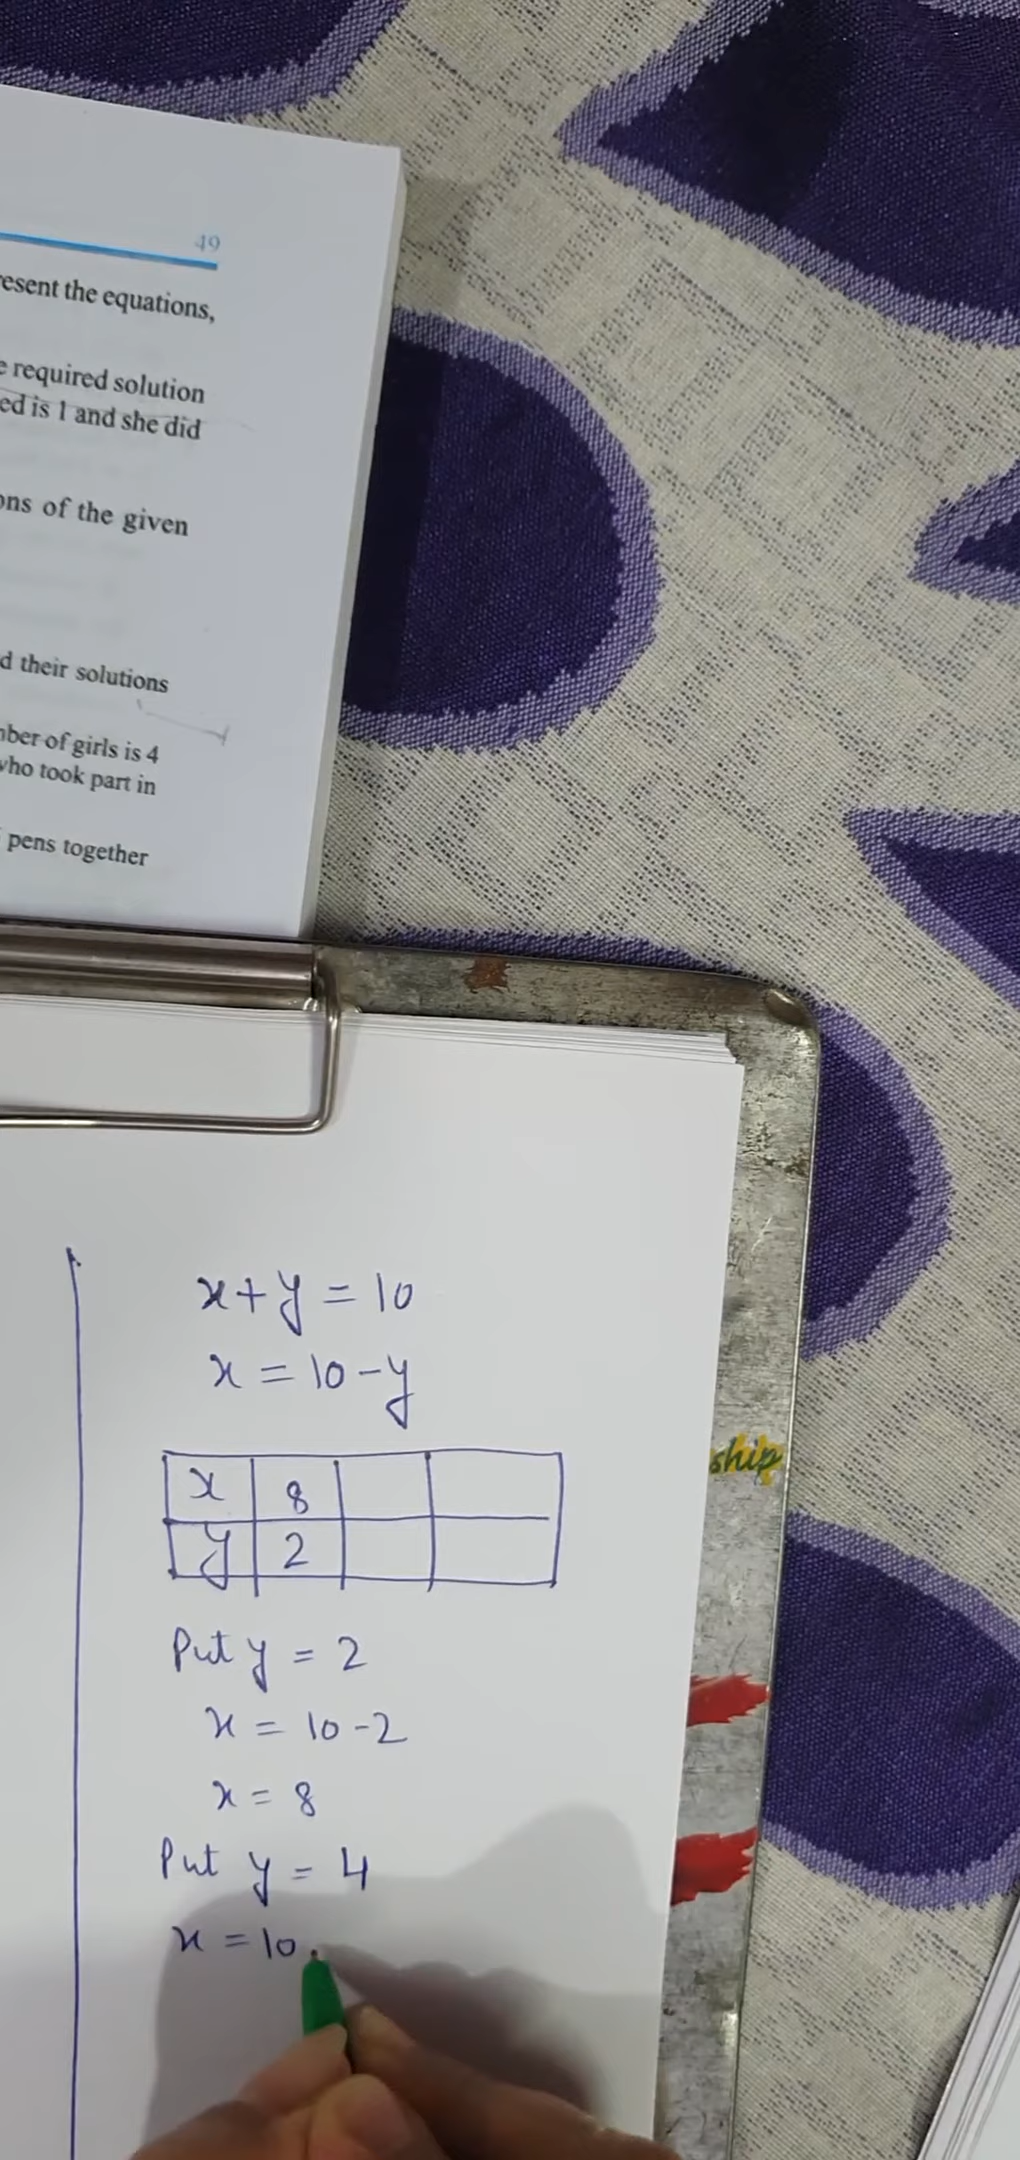 49
resent the equations,
required solution
ed is 1 and she did
ons of the given
d their solutions
ber of girls is 4
who took part in
pens together
x+y = 10
x = 10-y
x 8
y 2
ship
Put y = 2
x = 10-2
x = 8
Put y = 4
x = 10